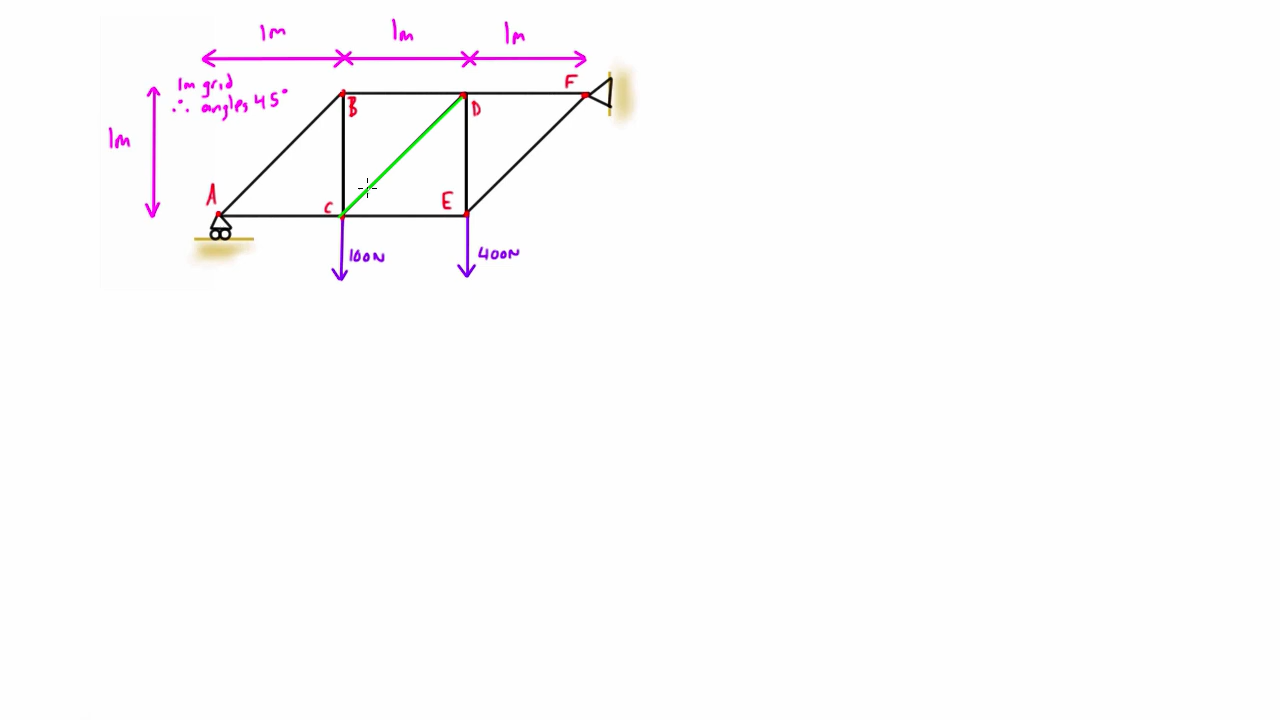 1m
1m
1m
1m grid
∴ angles 45°
1m
A
B
C
D
E
F
100N
400N